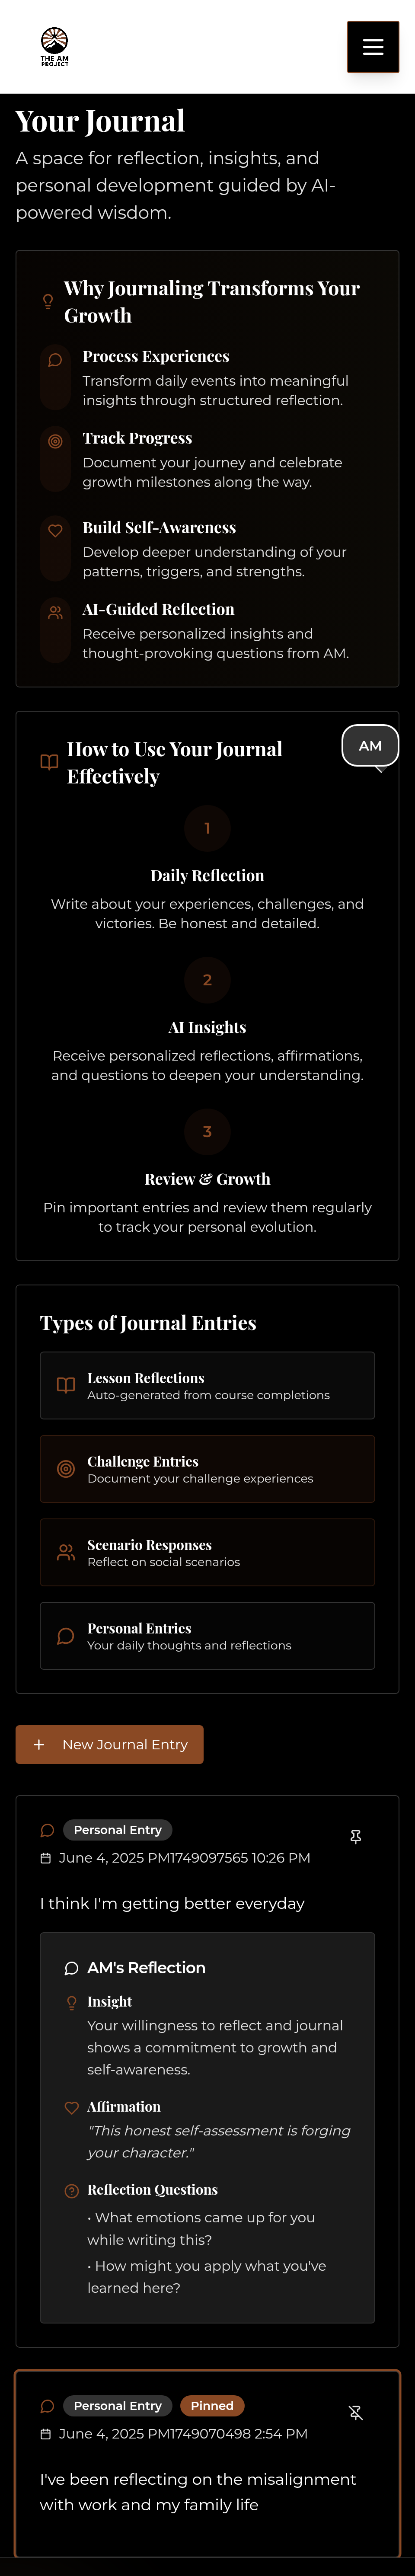 THE AM
PROJECT
Your Journal
A space for reflection, insights, and
personal development guided by AI-
powered wisdom.
Why Journaling Transforms Your
Growth
Process Experiences
Transform daily events into meaningful
insights through structured reflection.
Track Progress
Document your journey and celebrate
growth milestones along the way.
Build Self-Awareness
Develop deeper understanding of your
patterns, triggers, and strengths.
AI-Guided Reflection
Receive personalized insights and
thought-provoking questions from AM.
How to Use Your Journal
Effectively
AM
1
Daily Reflection
Write about your experiences, challenges, and
victories. Be honest and detailed.
2
AI Insights
Receive personalized reflections, affirmations,
and questions to deepen your understanding.
3
Review & Growth
Pin important entries and review them regularly
to track your personal evolution.
Types of Journal Entries
Lesson Reflections
Auto-generated from course completions
Challenge Entries
Document your challenge experiences
Scenario Responses
Reflect on social scenarios
Personal Entries
Your daily thoughts and reflections
+ New Journal Entry
Personal Entry
June 4, 2025 PM1749097565 10:26 PM
I think I'm getting better everyday
AM's Reflection
Insight
Your willingness to reflect and journal
shows a commitment to growth and
self-awareness.
Affirmation
"This honest self-assessment is forging
your character."
Reflection Questions
• What emotions came up for you
while writing this?
• How might you apply what you've
learned here?
Personal Entry Pinned
June 4, 2025 PM1749070498 2:54 PM
I've been reflecting on the misalignment
with work and my family life